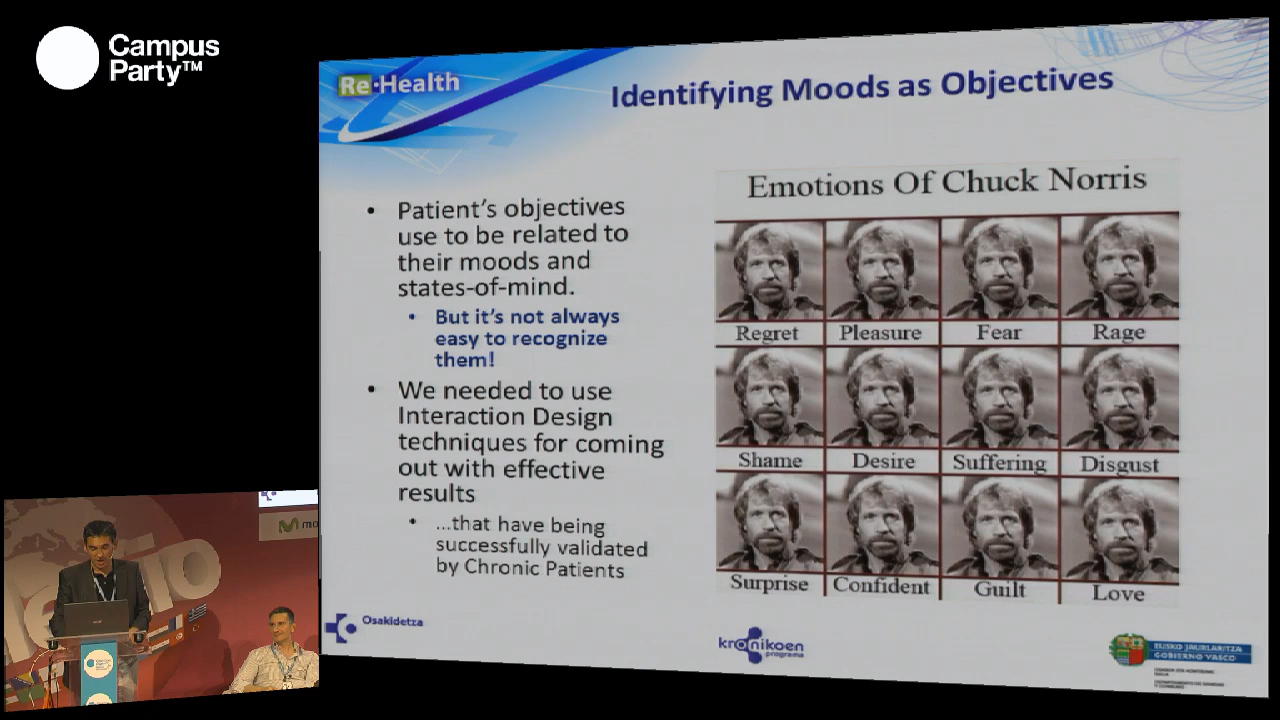 Campus
Party™
Re·Health
Identifying Moods as Objectives
• Patient's objectives
use to be related to
their moods and
states-of-mind.
• But it's not always
easy to recognize
them!
• We needed to use
Interaction Design
techniques for coming
out with effective
results
• ...that have being
successfully validated
by Chronic Patients
Emotions Of Chuck Norris
Regret Pleasure Fear Rage
Shame Desire Suffering Disgust
Surprise Confident Guilt Love
Osakidetza
kronikoen
programa
EUSKO JAURLARITZA
GOBIERNO VASCO